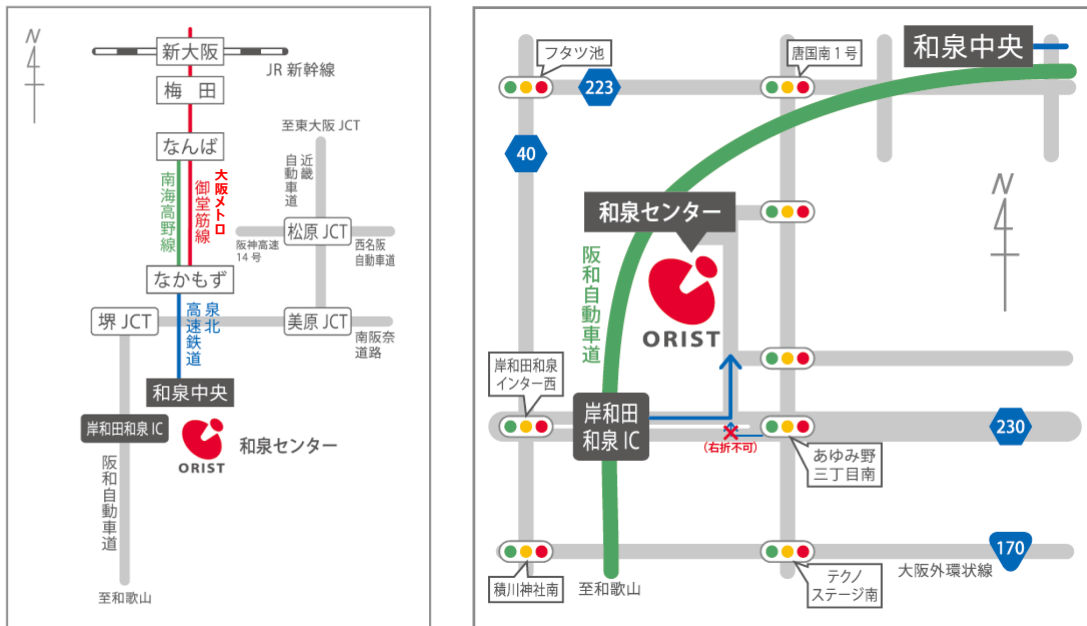 N
新大阪
JR 新幹線
梅 田
至東大阪 JCT
なんば
近畿
自動車道
南海高野線
大阪メトロ
御堂筋線
松原 JCT
阪神高速
14 号
西名阪
自動車道
なかもず
堺 JCT
泉北
高速鉄道
美原 JCT
南阪奈
道路
和泉中央
岸和田和泉 IC
ORIST
和泉センター
阪和自動車道
至和歌山
フタツ池
唐国南 1 号
和泉中央
223
40
N
和泉センター
阪和自動車道
ORIST
岸和田和泉
インター西
岸和田
和泉 IC
(右折不可)
230
あゆみ野
三丁目南
170
大阪外環状線
積川神社南
至和歌山
テクノ
ステージ南